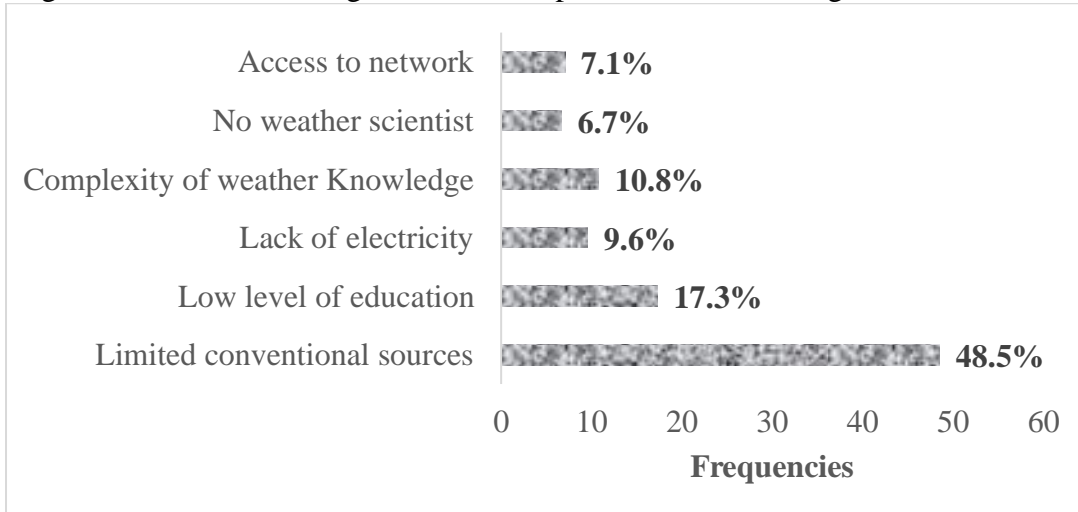 Access to network 7.1%
No weather scientist 6.7%
Complexity of weather Knowledge 10.8%
Lack of electricity 9.6%
Low level of education 17.3%
Limited conventional sources 48.5%
0 10 20 30 40 50 60
Frequencies